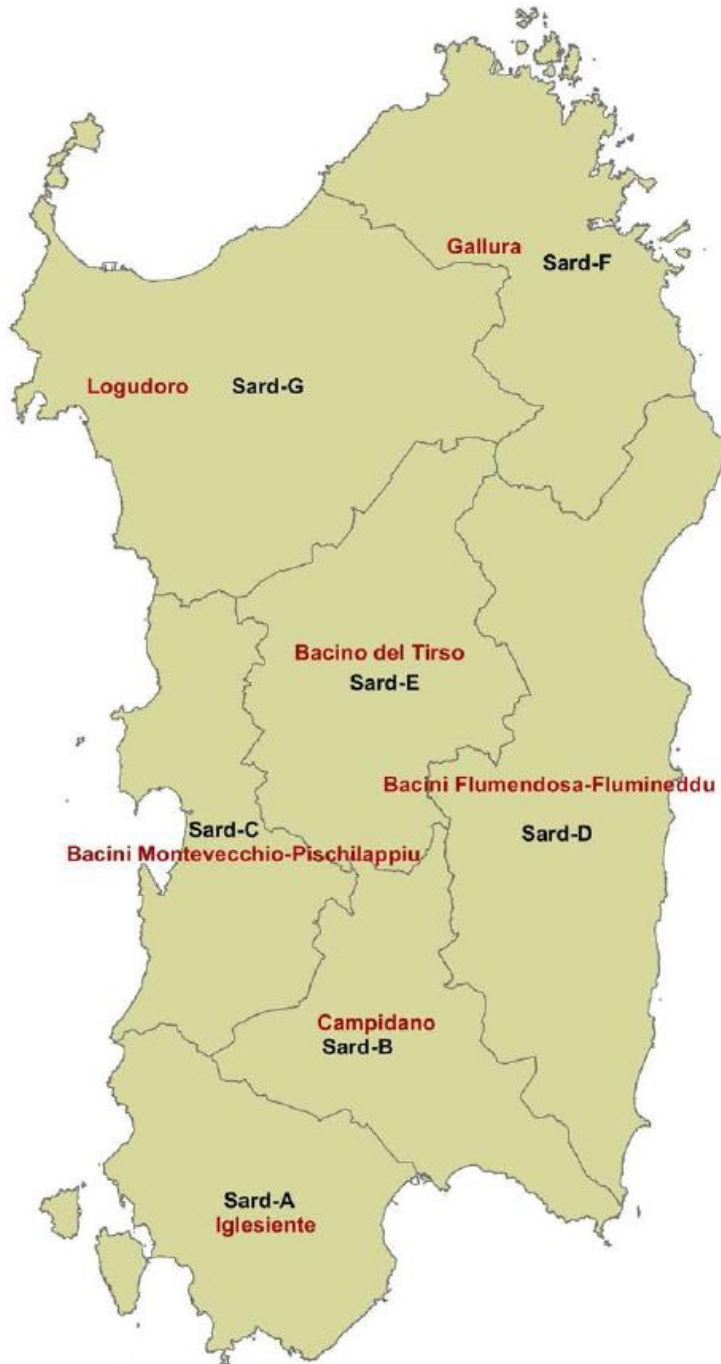 Gallura
Sard-F
Logudoro
Sard-G
Bacino del Tirso
Sard-E
Bacini Flumendosa-Flumineddu
Sard-D
Sard-C
Bacini Montevecchio-Pischilappiu
Campidano
Sard-B
Sard-A
Iglesiente